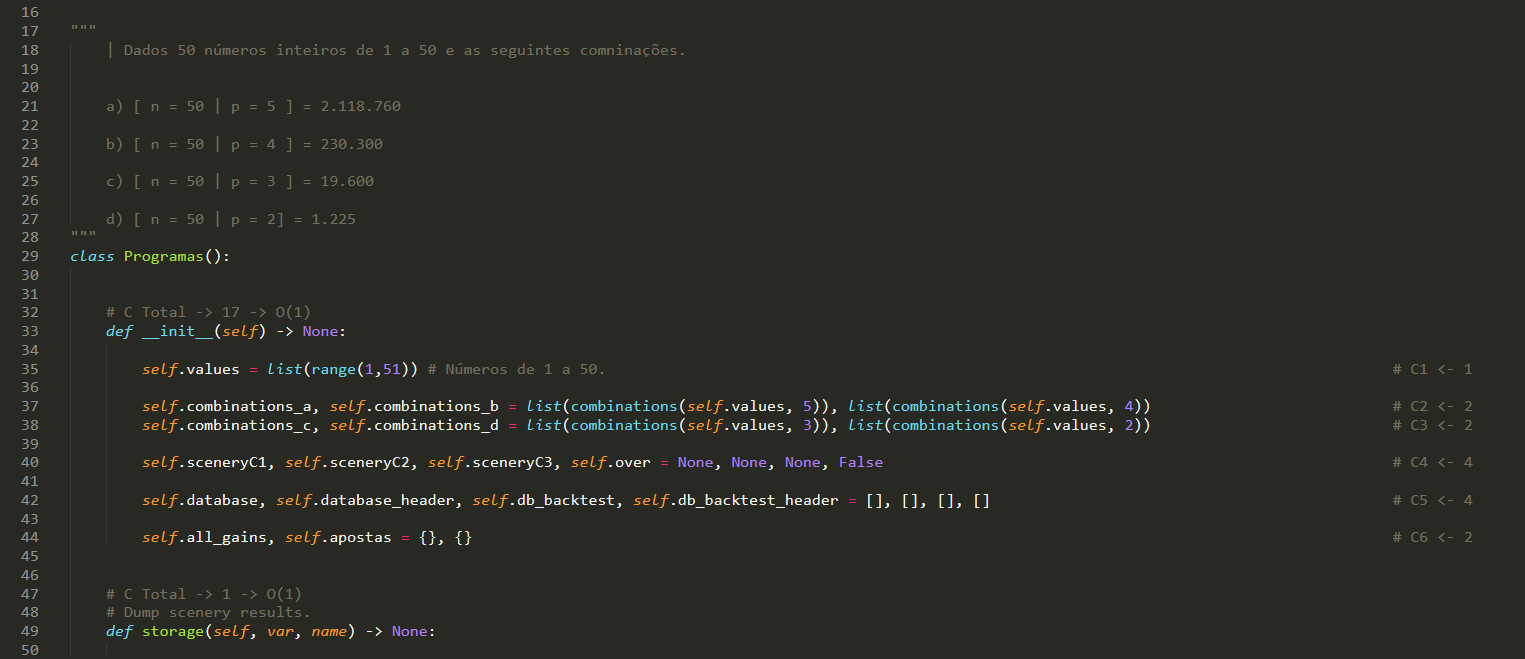 16
17 """
18 | Dados 50 números inteiros de 1 a 50 e as seguintes comninações.
19
20
21 a) [ n = 50 | p = 5 ] = 2.118.760
22
23 b) [ n = 50 | p = 4 ] = 230.300
24
25 c) [ n = 50 | p = 3 ] = 19.600
26
27 d) [ n = 50 | p = 2] = 1.225
28 """
29 class Programas():
30
31
32 # C Total -> 17 -> O(1)
33 def __init__(self) -> None:
34
35 self.values = list(range(1,51)) # Números de 1 a 50. # C1 <- 1
36
37 self.combinations_a, self.combinations_b = list(combinations(self.values, 5)), list(combinations(self.values, 4)) # C2 <- 2
38 self.combinations_c, self.combinations_d = list(combinations(self.values, 3)), list(combinations(self.values, 2)) # C3 <- 2
39
40 self.sceneryC1, self.sceneryC2, self.sceneryC3, self.over = None, None, None, False # C4 <- 4
41
42 self.database, self.database_header, self.db_backtest, self.db_backtest_header = [], [], [], [] # C5 <- 4
43
44 self.all_gains, self.apostas = {}, {} # C6 <- 2
45
46
47 # C Total -> 1 -> O(1)
48 # Dump scenery results.
49 def storage(self, var, name) -> None:
50